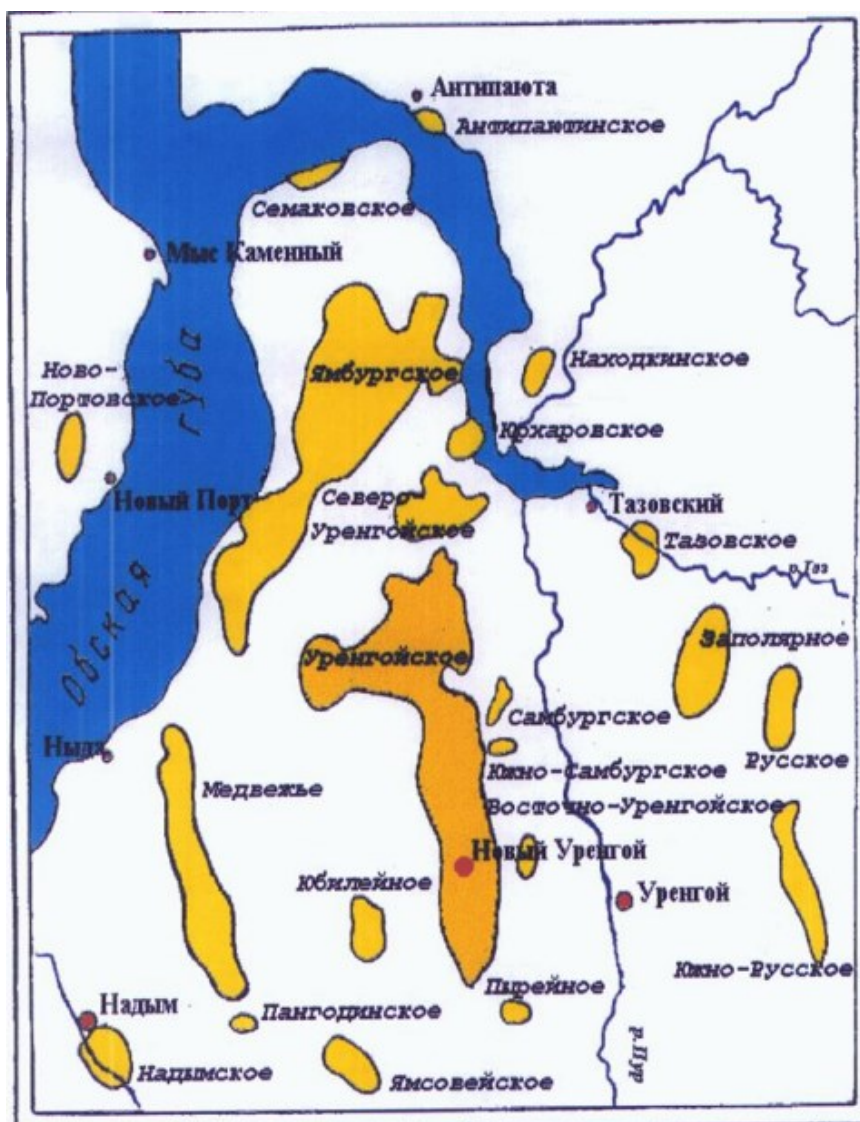 Антипаюта
Антипаютинское
Семаковское
Мыс Каменный
Находкинское
Ново-
Портовское
Ямбургское
губа
Юрхаровское
Новый Порт
Северо-
Уренгойское
Тазовский
Тазовское
р.Таз
Обская
Заполярное
Уренгойское
Самбургское
Ныда
Русское
Южно-Самбургское
Медвежье
Восточно-Уренгойское
Новый Уренгой
Юбилейное
Уренгой
Южно-Русское
Пырейное
Надым
Пангодинское
р.Пур
Надымское
Ямсовейское